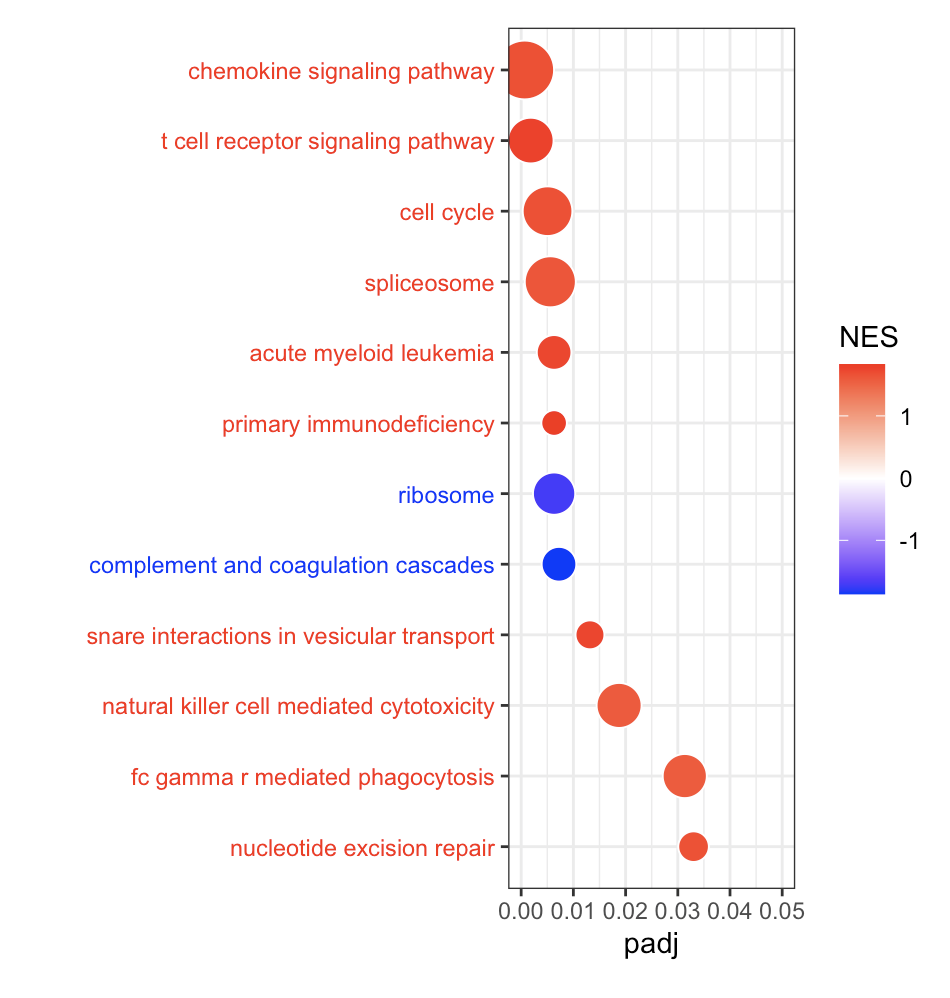 chemokine signaling pathway
t cell receptor signaling pathway
cell cycle
spliceosome
acute myeloid leukemia
primary immunodeficiency
ribosome
complement and coagulation cascades
snare interactions in vesicular transport
natural killer cell mediated cytotoxicity
fc gamma r mediated phagocytosis
nucleotide excision repair
0.00 0.01 0.02 0.03 0.04 0.05
padj
NES
1
0
-1